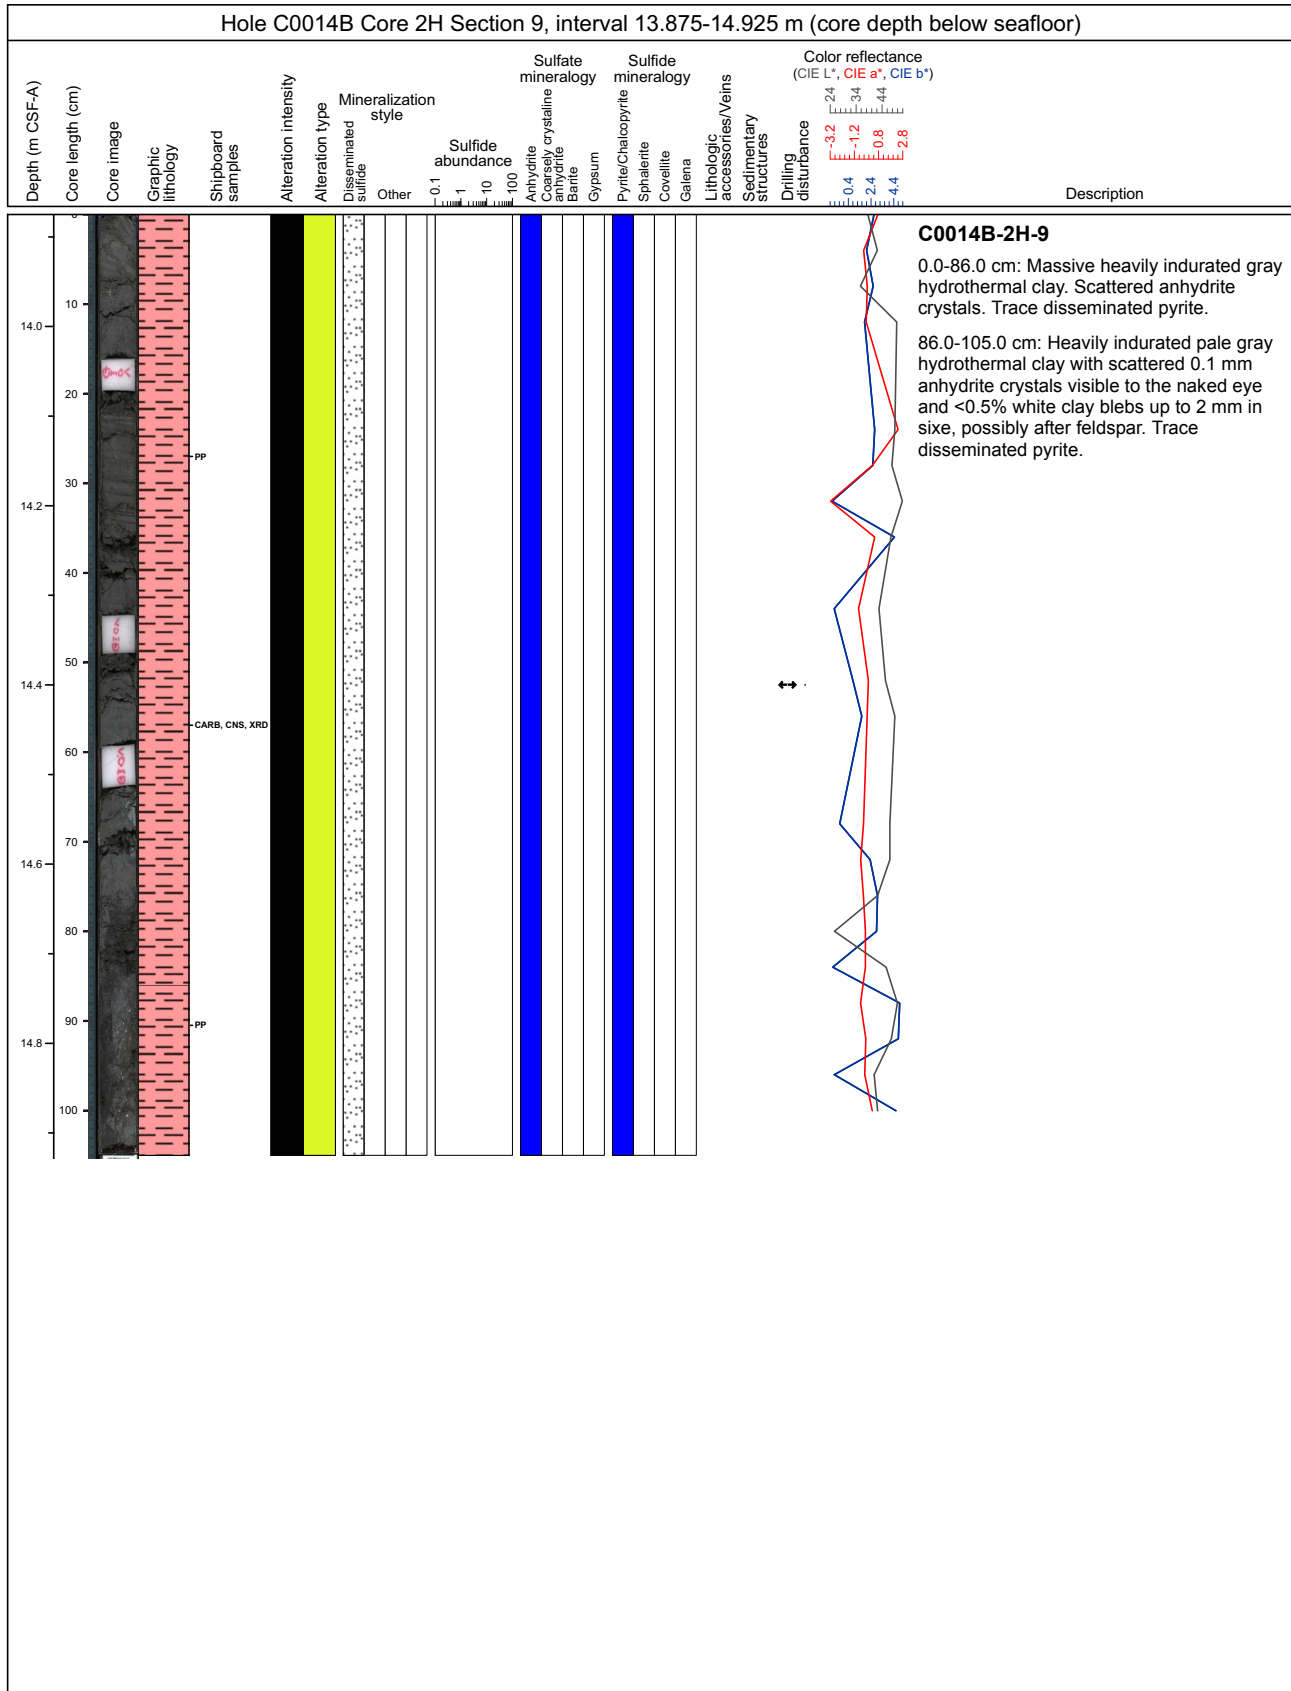 Hole C0014B Core 2H Section 9, interval 13.875-14.925 m (core depth below seafloor)
Depth (m CSF-A)
Core length (cm)
Core image
Graphic
lithology
Shipboard
samples
Alteration intensity
Alteration type
Mineralization
style
Disseminated
sulfide
Other
Sulfide
abundance
0.1
1
10
100
Sulfate
mineralogy
Anhydrite
Coarsely crystaline
anhydrite
Barite
Gypsum
Sulfide
mineralogy
Pyrite/Chalcopyrite
Sphalerite
Covellite
Galena
Lithologic
accessories/Veins
Sedimentary
structures
Drilling
disturbance
Color reflectance
(CIE L*, CIE a*, CIE b*)
24
34
44
-3.2
-1.2
0.8
2.8
0.4
2.4
4.4
Description
C0014B-2H-9
0.0-86.0 cm: Massive heavily indurated gray
hydrothermal clay. Scattered anhydrite
crystals. Trace disseminated pyrite.
86.0-105.0 cm: Heavily indurated pale gray
hydrothermal clay with scattered 0.1 mm
anhydrite crystals visible to the naked eye
and <0.5% white clay blebs up to 2 mm in
sixe, possibly after feldspar. Trace
disseminated pyrite.
0
10
14.0
20
PP
30
14.2
40
50
14.4
CARB, CNS, XRD
60
70
14.6
80
90
PP
14.8
100